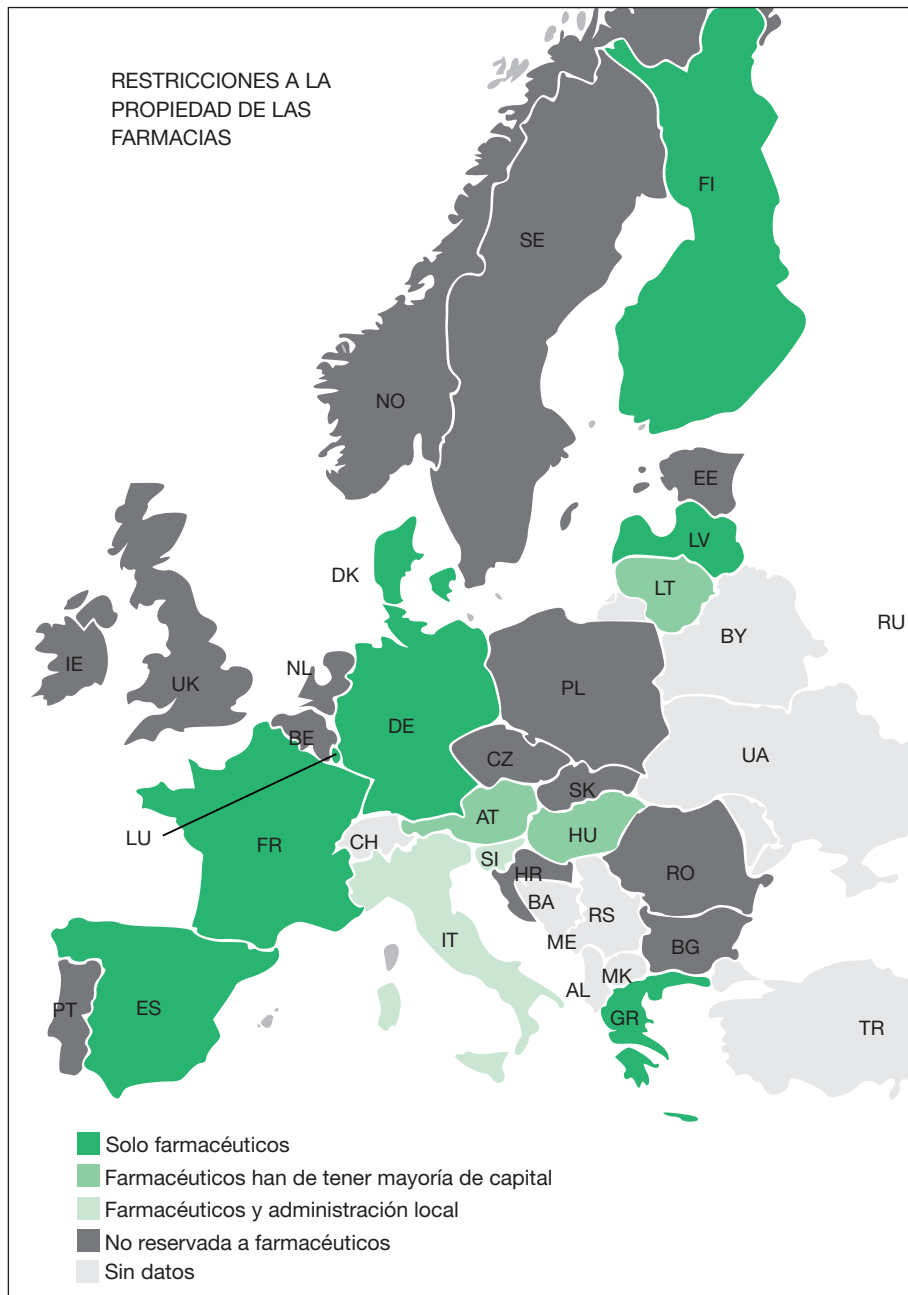 RESTRICCIONES A LA
PROPIEDAD DE LAS
FARMACIAS
FI
SE
NO
EE
LV
DK
LT
RU
BY
IE
NL
UK
PL
BE
DE
CZ
UA
SK
LU
AT
FR
CH
HU
SI
HR
RO
BA
RS
IT
ME
BG
MK
AL
PT
ES
GR
TR
Solo farmacéuticos
Farmacéuticos han de tener mayoría de capital
Farmacéuticos y administración local
No reservada a farmacéuticos
Sin datos